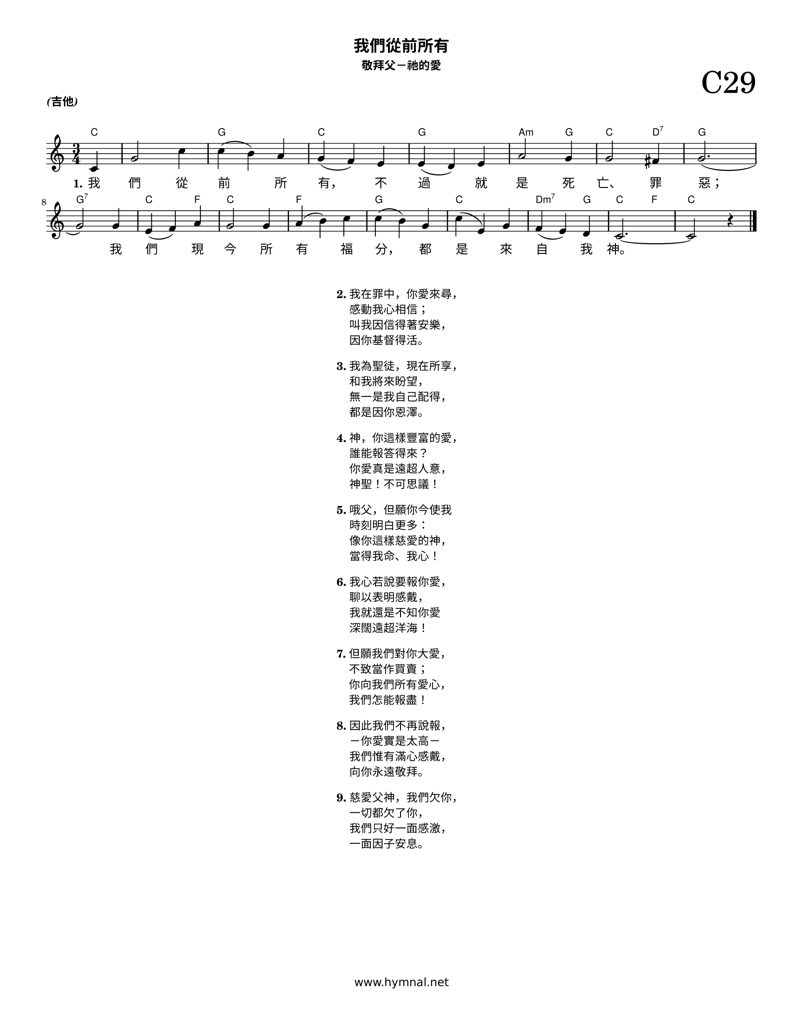 我們從前所有
敬拜父－祂的愛
C29
(吉他)
C G C G Am G C D7 G
3
4
1. 我 們 從 前 所 有， 不 過 就 是 死 亡、 罪 惡；
8
G7 C F C G F G C Dm7 G C F C
我 們 現 今 所 有 福 分， 都 是 來 自 我 神。
2. 我在罪中，你愛來尋，
感動我心相信；
叫我因信得著安樂，
因你基督得活。
3. 我為聖徒，現在所享，
和我將來盼望，
無一是我自己配得，
都是因你恩澤。
4. 神，你這樣豐富的愛，
誰能報答得來？
你愛真是遠超人意，
神聖！不可思議！
5. 哦父，但願你今使我
時刻明白更多：
像你這樣慈愛的神，
當得我命、我心！
6. 我心若說要報你愛，
聊以表明感戴，
我就還是不知你愛
深闊遠超洋海！
7. 但願我們對你大愛，
不致當作買賣；
你向我們所有愛心，
我們怎能報盡！
8. 因此我們不再說報，
－你愛實是太高－
我們惟有滿心感戴，
向你永遠敬拜。
9. 慈愛父神，我們欠你，
一切都欠了你，
我們只好一面感激，
一面因子安息。
www.hymnal.net